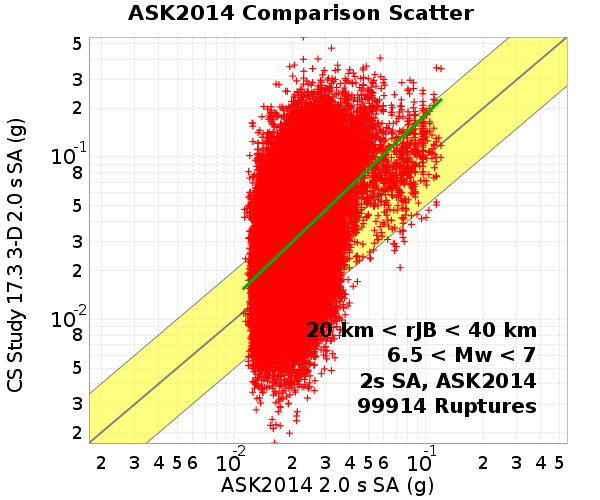 ASK2014 Comparison Scatter
CS Study 17.3 3-D 2.0 s SA (g)
5
3
2
10^-1
8
5
3
2
10^-2
8
5
3
2
20 km < rJB < 40 km
6.5 < Mw < 7
2s SA, ASK2014
99914 Ruptures
2 3 4 5 6 8 10^-2 2 3 4 5 6 8 10^-1 2 3 4 5
ASK2014 2.0 s SA (g)